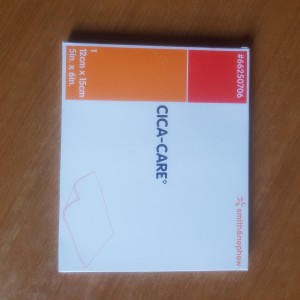 #66250706
1
12cm x 15cm
5in. x 6in.
CICA-CARE°
smith&nephew